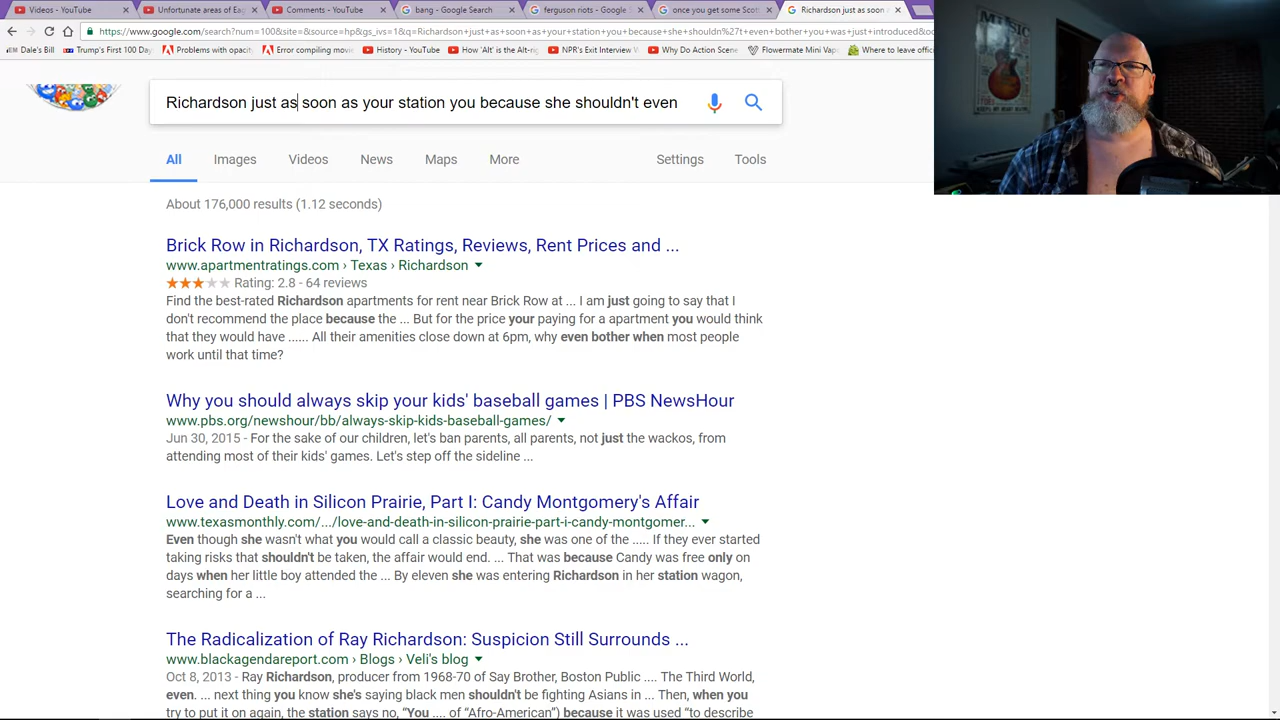 Videos - YouTube
Unfortunate areas of Eag
Comments - YouTube
bang - Google Search
ferguson riots - Google S
once you get some Scott
Richardson just as soon a
https://www.google.com/search?num=100&site=&source=hp&gs_ivs=1&q=Richardson+just+as+soon+as+your+station+you+because+she+shouldn%27t+even+bother+you+was+just+introduced&oq
Dale's Bill
Trump's First 100 Day
Problems with opacity
Error compiling movie
History - YouTube
How 'Alt' is the Alt-rig
NPR's Exit Interview W
Why Do Action Scene
Flowermate Mini Vapo
Where to leave office
MUSIC
Richardson just as soon as your station you because she shouldn't even
All Images Videos News Maps More Settings Tools
About 176,000 results (1.12 seconds)
Brick Row in Richardson, TX Ratings, Reviews, Rent Prices and ...
www.apartmentratings.com › Texas › Richardson
Rating: 2.8 - 64 reviews
Find the best-rated Richardson apartments for rent near Brick Row at ... I am just going to say that I
don't recommend the place because the ... But for the price your paying for a apartment you would think
that they would have ...... All their amenities close down at 6pm, why even bother when most people
work until that time?
Why you should always skip your kids' baseball games | PBS NewsHour
www.pbs.org/newshour/bb/always-skip-kids-baseball-games/
Jun 30, 2015 - For the sake of our children, let's ban parents, all parents, not just the wackos, from
attending most of their kids' games. Let's step off the sideline ...
Love and Death in Silicon Prairie, Part I: Candy Montgomery's Affair
www.texasmonthly.com/.../love-and-death-in-silicon-prairie-part-i-candy-montgomer...
Even though she wasn't what you would call a classic beauty, she was one of the ..... If they ever started
taking risks that shouldn't be taken, the affair would end. ... That was because Candy was free only on
days when her little boy attended the ... By eleven she was entering Richardson in her station wagon,
searching for a ...
The Radicalization of Ray Richardson: Suspicion Still Surrounds ...
www.blackagendareport.com › Blogs › Veli's blog
Oct 8, 2013 - Ray Richardson, producer from 1968-70 of Say Brother, Boston Public .... The Third World,
even. ... next thing you know she's saying black men shouldn't be fighting Asians in ... Then, when you
try to put it on again, the station says no, “You .... of “Afro-American”) because it was used “to describe